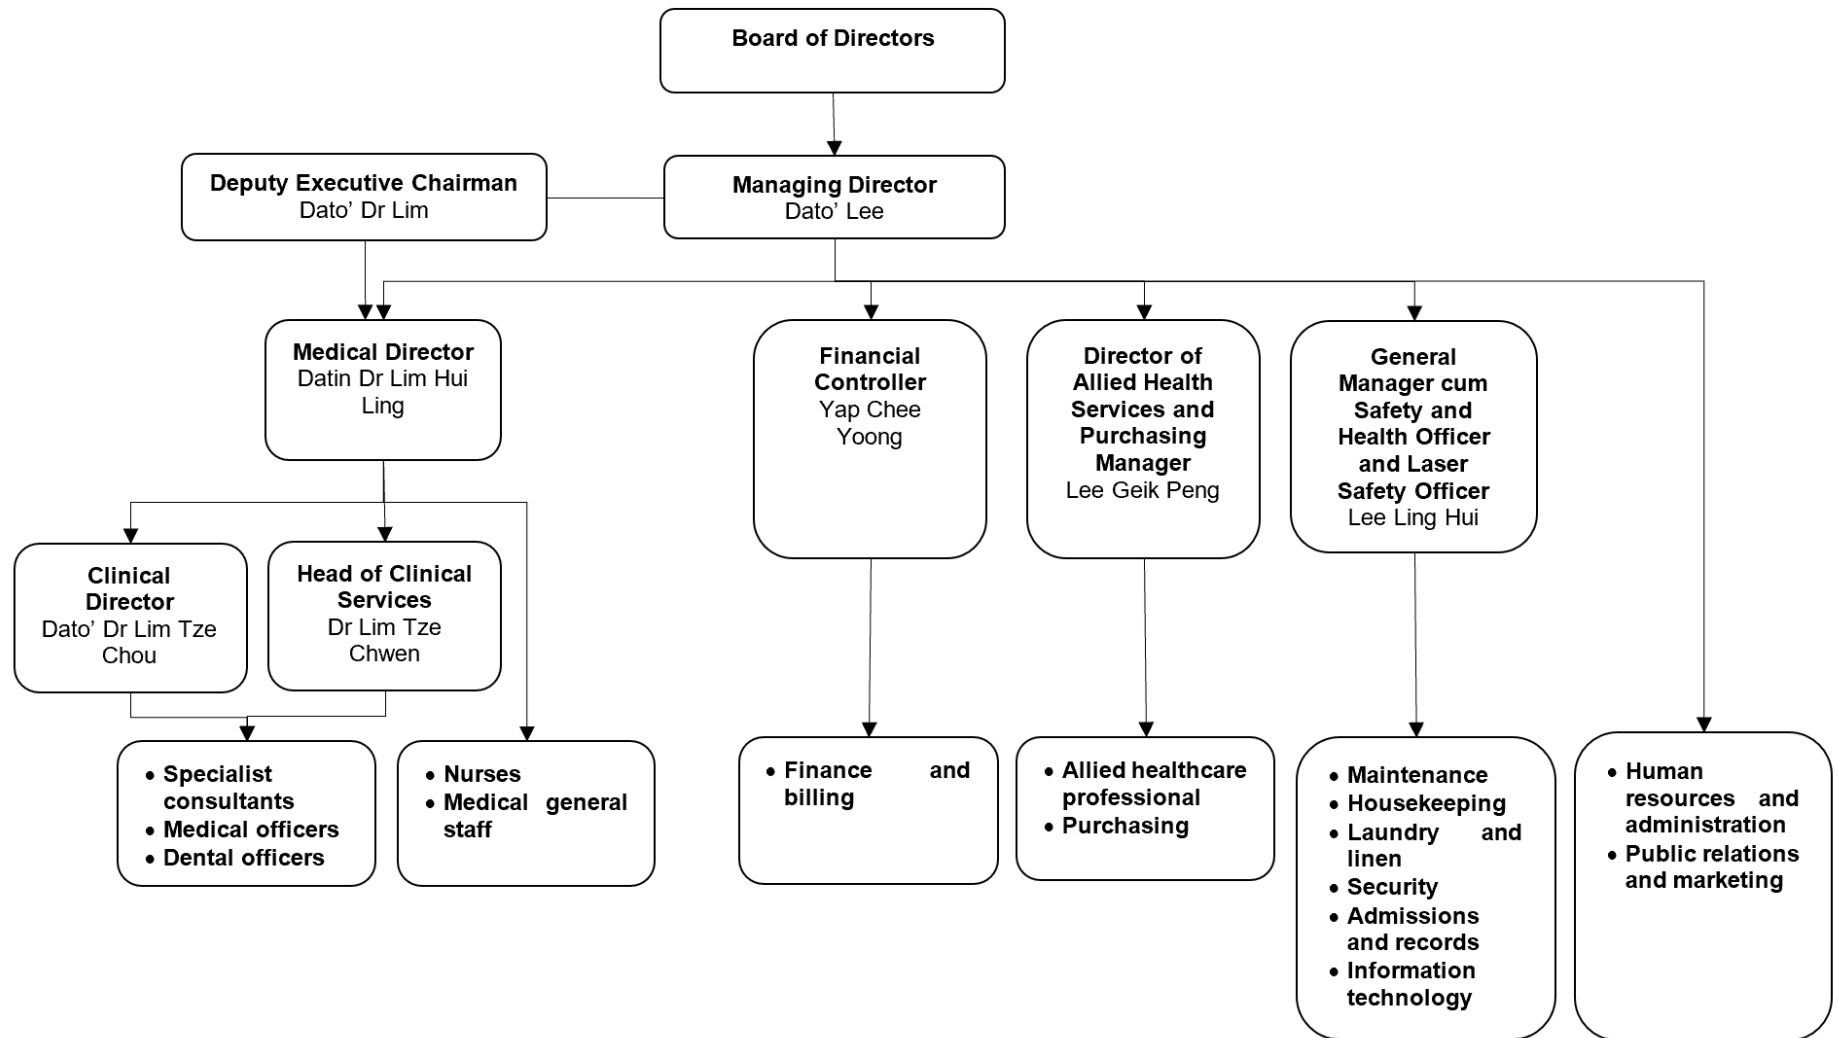 Board of Directors
Deputy Executive Chairman
Dato’ Dr Lim
Managing Director
Dato’ Lee
Medical Director
Datin Dr Lim Hui
Ling
Financial
Controller
Yap Chee
Yoong
Director of
Allied Health
Services and
Purchasing
Manager
Lee Geik Peng
General
Manager cum
Safety and
Health Officer
and Laser
Safety Officer
Lee Ling Hui
Clinical
Director
Dato’ Dr Lim Tze
Chou
Head of Clinical
Services
Dr Lim Tze
Chwen
• Specialist
consultants
• Medical officers
• Dental officers
• Nurses
• Medical general
staff
• Finance and
billing
• Allied healthcare
professional
• Purchasing
• Maintenance
• Housekeeping
• Laundry and
linen
• Security
• Admissions
and records
• Information
technology
• Human
resources and
administration
• Public relations
and marketing